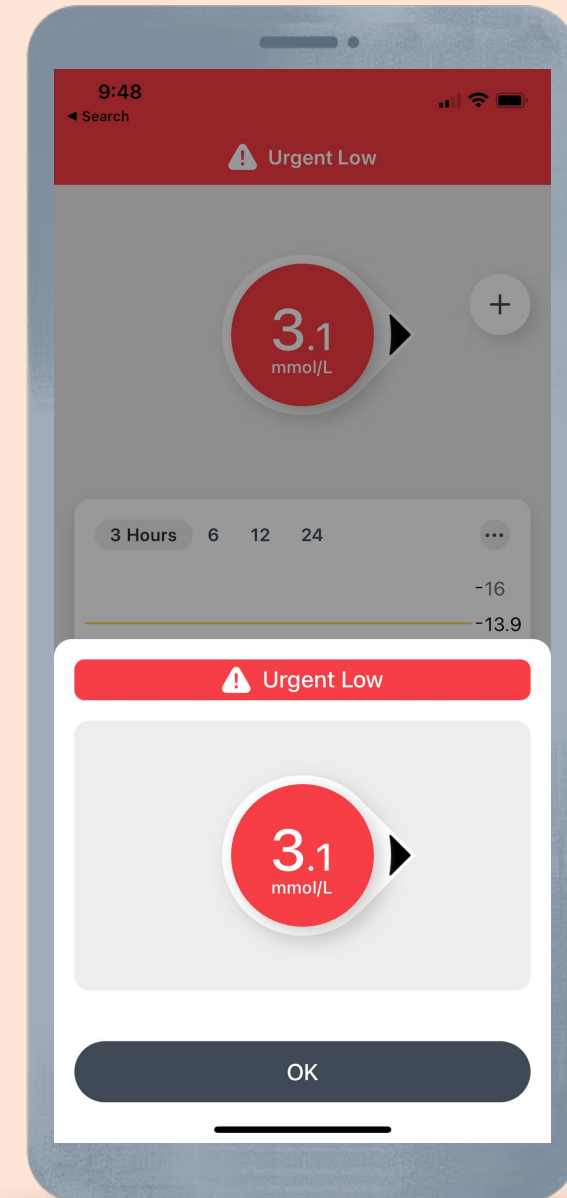 9:48
◀ Search
Urgent Low
3.1
mmol/L
+
3 Hours 6 12 24
...
-16
-13.9
Urgent Low
3.1
mmol/L
OK